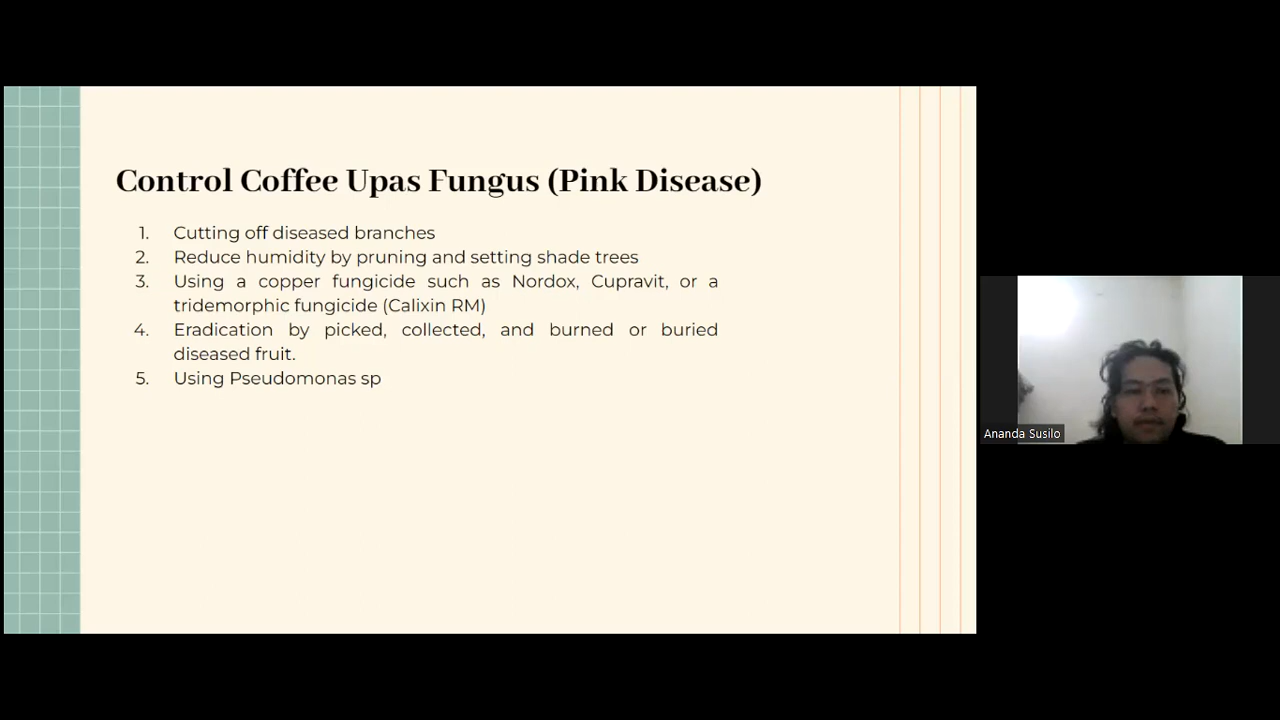 Control Coffee Upas Fungus (Pink Disease)
1. Cutting off diseased branches
2. Reduce humidity by pruning and setting shade trees
3. Using a copper fungicide such as Nordox, Cupravit, or a
tridemorphic fungicide (Calixin RM)
4. Eradication by picked, collected, and burned or buried
diseased fruit.
5. Using Pseudomonas sp
Ananda Susilo